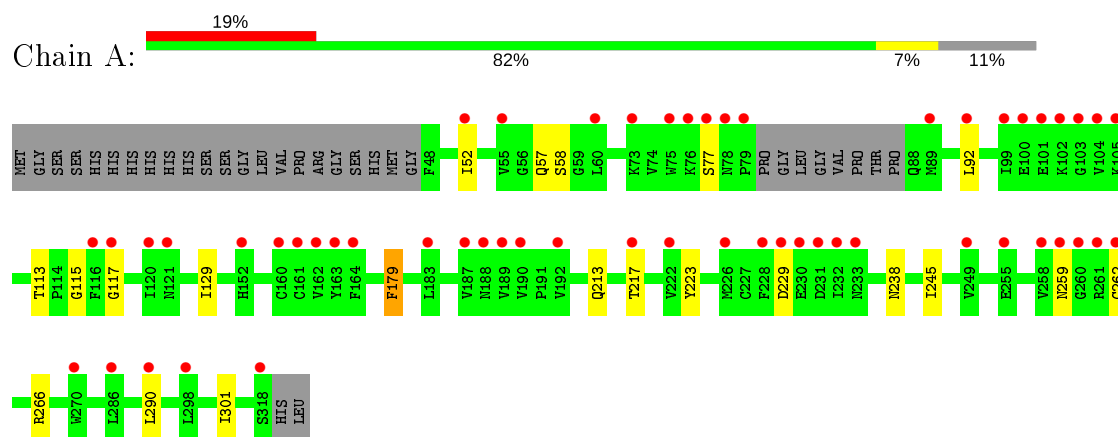 19%
Chain A:
82% 7% 11%
MET GLY SER SER HIS HIS HIS HIS HIS HIS SER SER GLY LEU VAL PRO ARG GLY SER HIS MET GLY F48 I52 V55 G56 Q57 S58 G59 L60 K73 V74 W75 K76 S77 N78 P79 PRO GLY LEU GLY VAL PRO THR PRO Q88 M89 L92 I99 E100 E101 K102 G103 V104 K105
T113 P114 G115 F116 G117 I120 N121 I129 H152 C160 C161 V162 Y163 F164 F179 L183 V187 N188 V189 V190 P191 V192 Q213 T217 V222 Y223 M226 C227 F228 D229 E230 D231 I232 N233 N238 I245 V249 E255 V258 N259 G260 R261
R266 W270 L286 L290 L298 I301 S318 HIS LEU